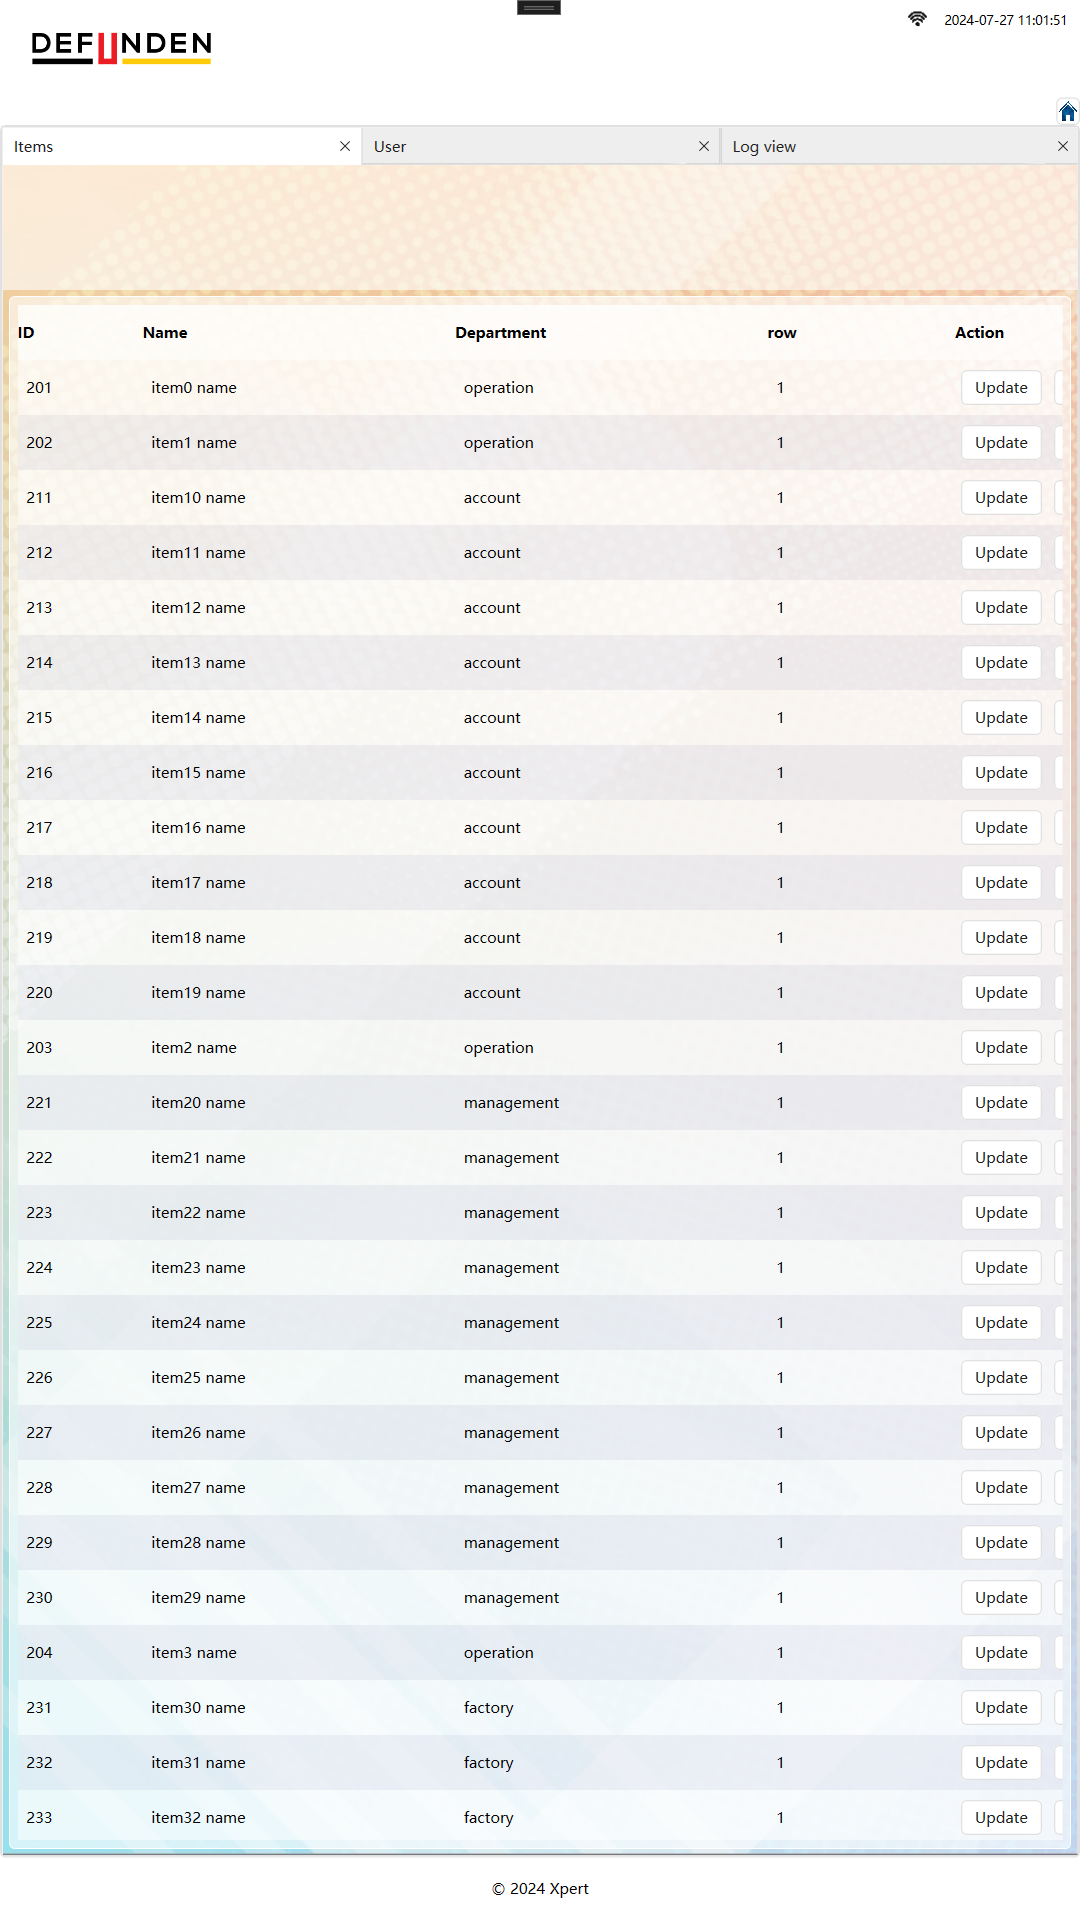 2024-07-27 11:01:51
DEFUNDEN
Items User Log view
ID Name Department row Action
201 item0 name operation 1 Update
202 item1 name operation 1 Update
211 item10 name account 1 Update
212 item11 name account 1 Update
213 item12 name account 1 Update
214 item13 name account 1 Update
215 item14 name account 1 Update
216 item15 name account 1 Update
217 item16 name account 1 Update
218 item17 name account 1 Update
219 item18 name account 1 Update
220 item19 name account 1 Update
203 item2 name operation 1 Update
221 item20 name management 1 Update
222 item21 name management 1 Update
223 item22 name management 1 Update
224 item23 name management 1 Update
225 item24 name management 1 Update
226 item25 name management 1 Update
227 item26 name management 1 Update
228 item27 name management 1 Update
229 item28 name management 1 Update
230 item29 name management 1 Update
204 item3 name operation 1 Update
231 item30 name factory 1 Update
232 item31 name factory 1 Update
233 item32 name factory 1 Update
© 2024 Xpert